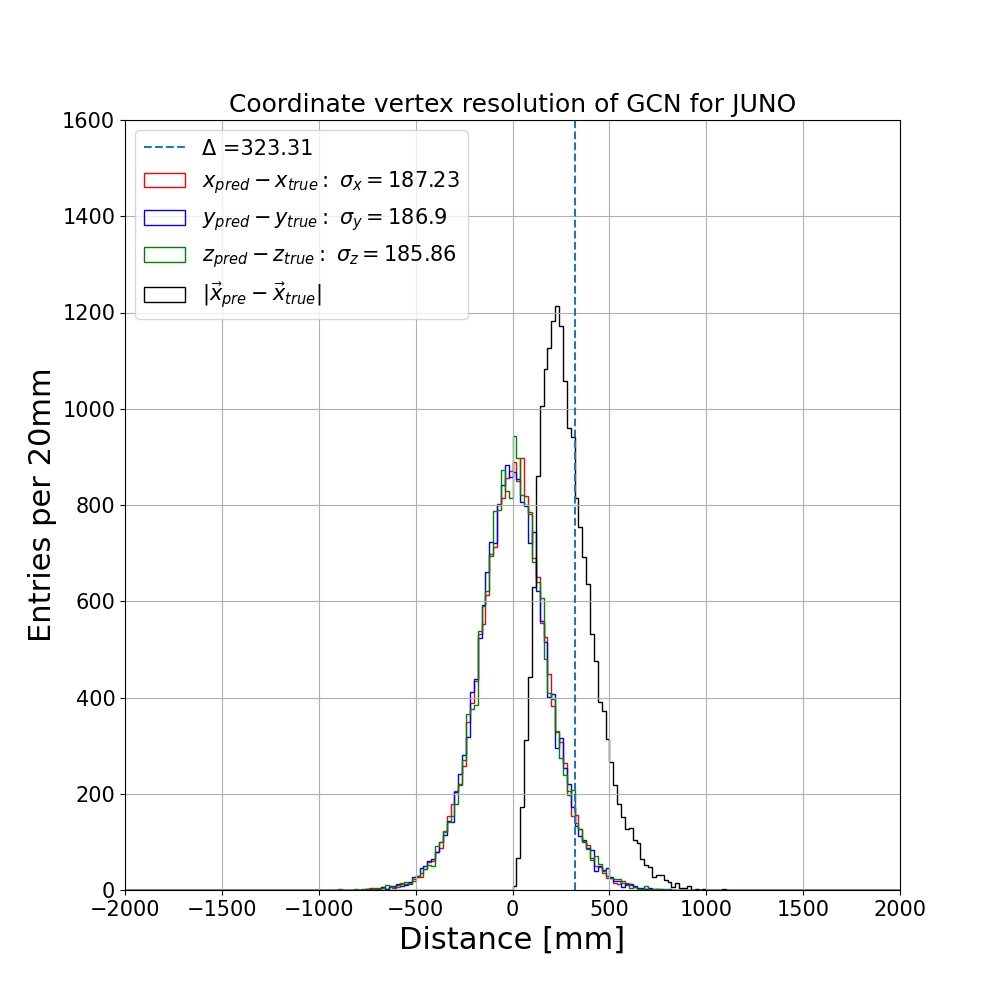 Coordinate vertex resolution of GCN for JUNO
1600
1400
1200
1000
800
600
400
200
0
Entries per 20mm
Δ =323.31
x_pred − x_true : σ_x = 187.23
y_pred − y_true : σ_y = 186.9
z_pred − z_true : σ_z = 185.86
|x⃗_pre − x⃗_true|
−2000 −1500 −1000 −500 0 500 1000 1500 2000
Distance [mm]